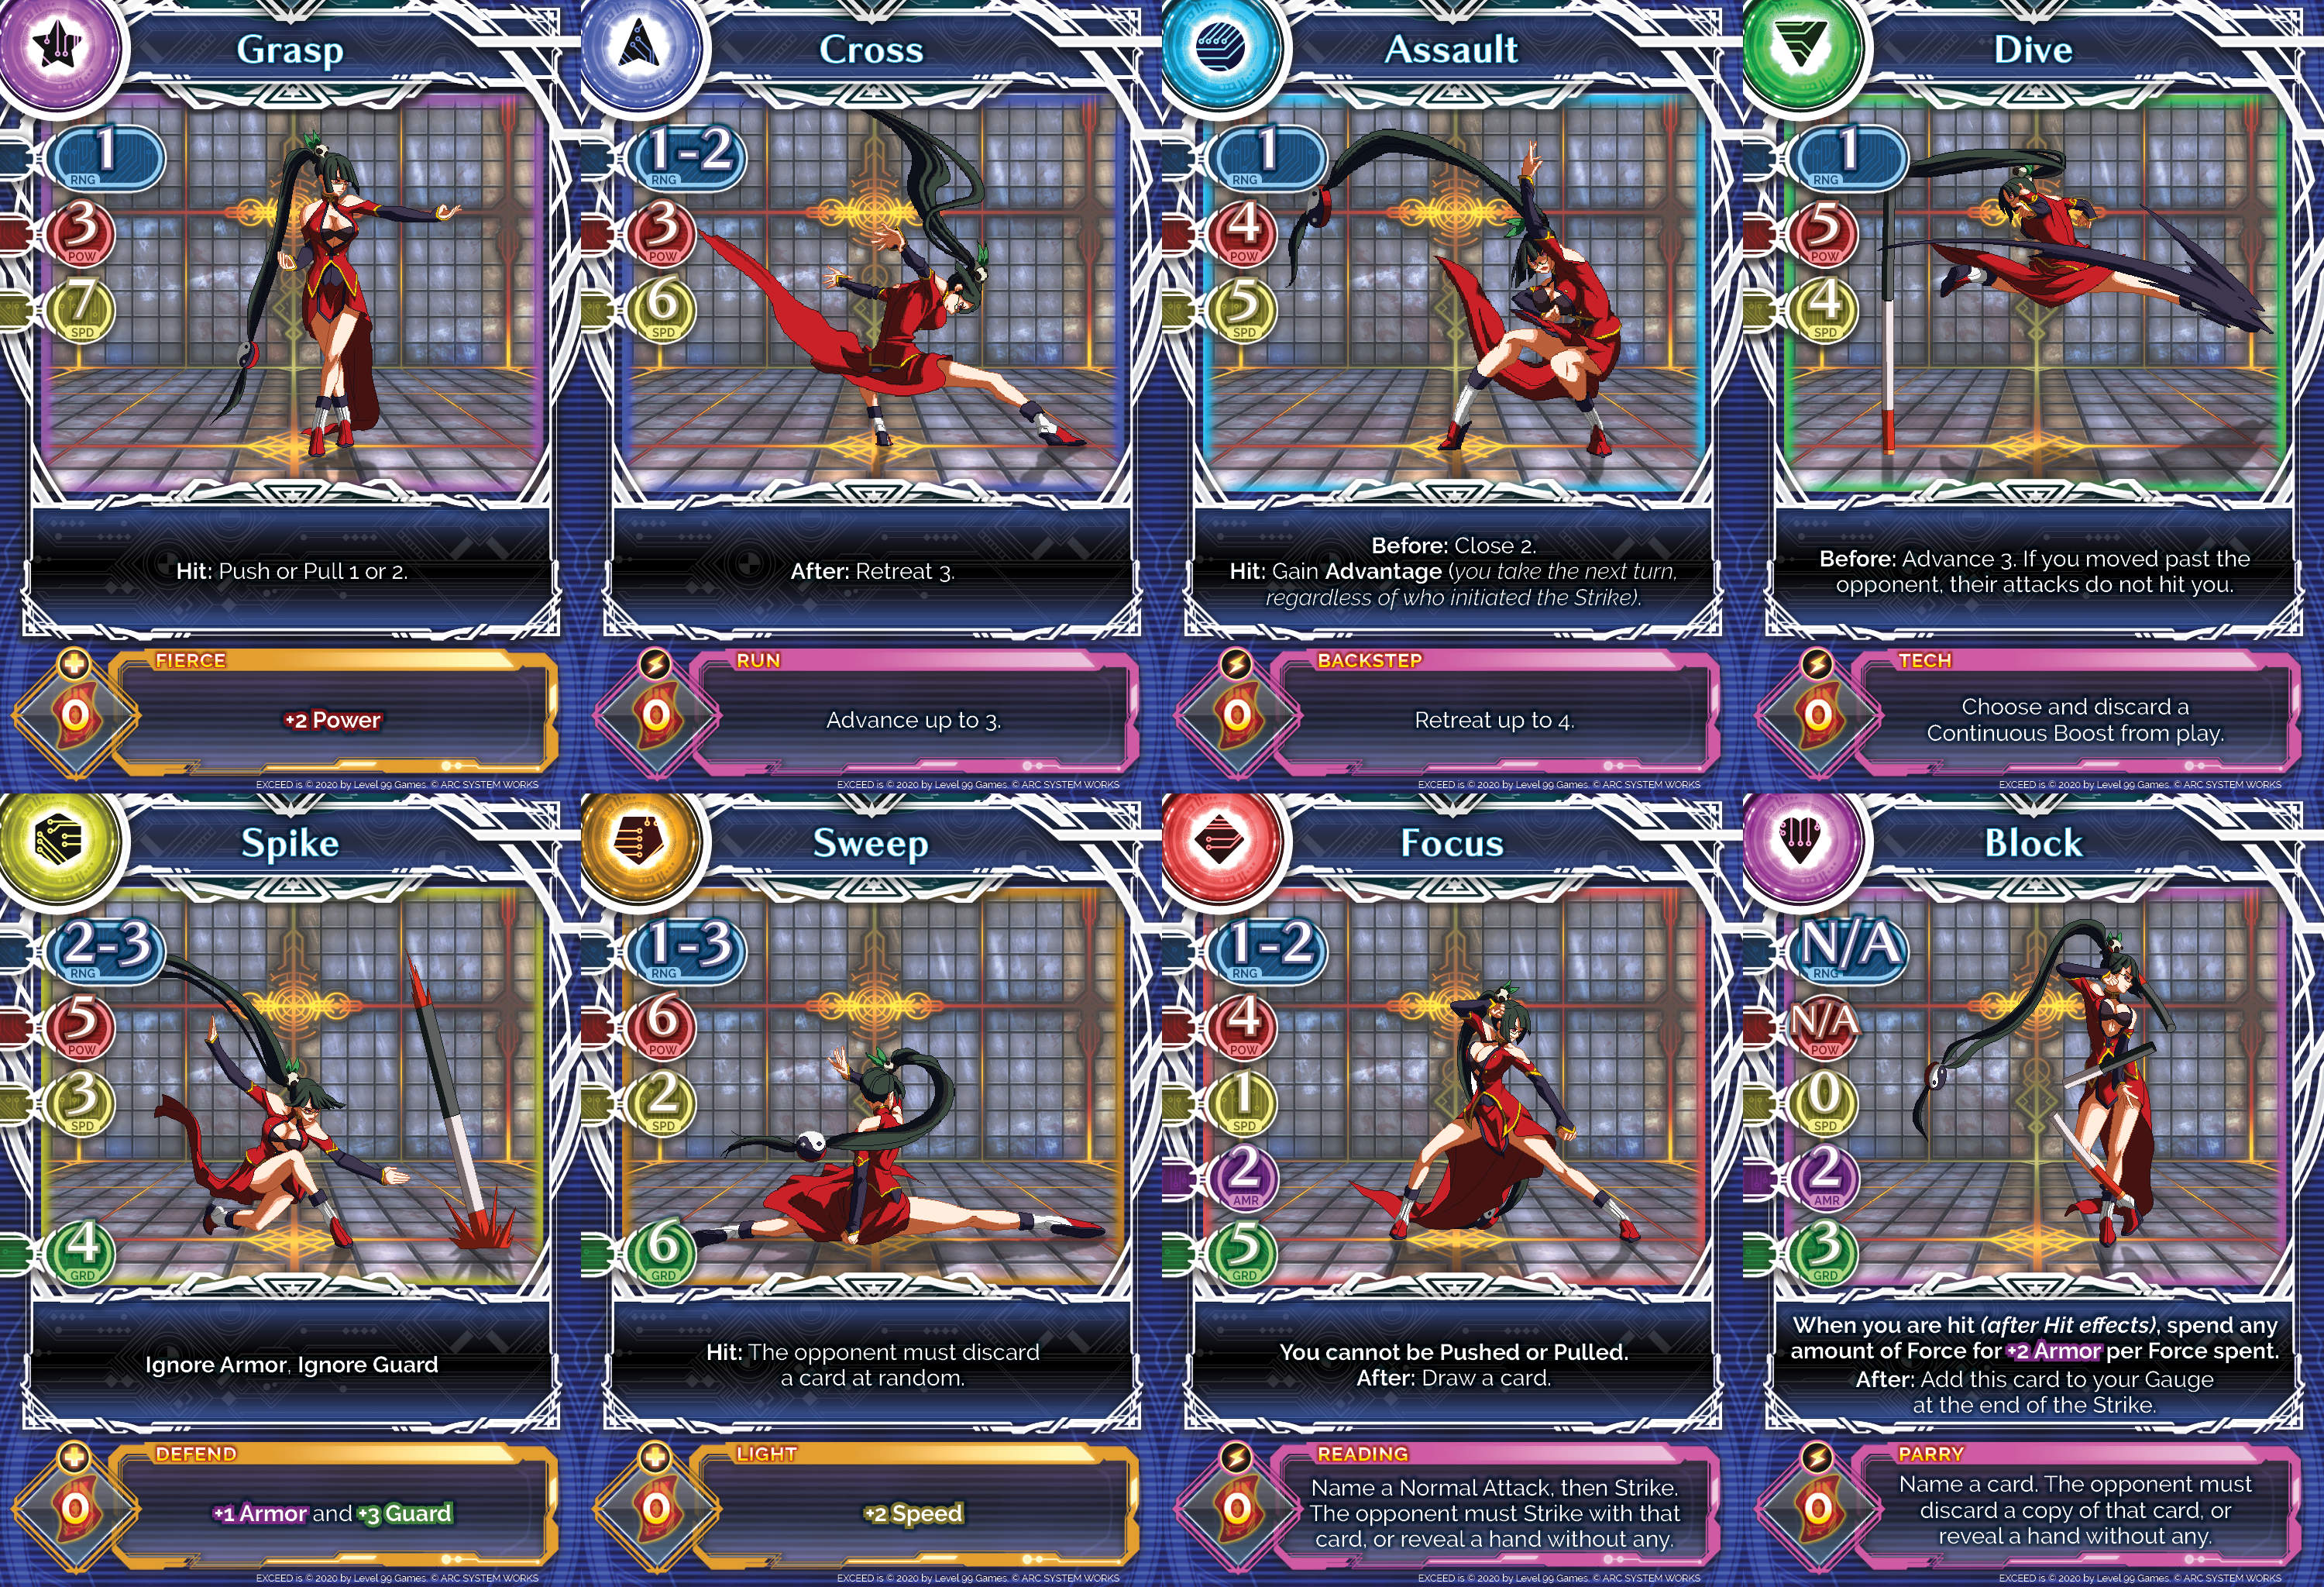 Grasp
1
RNG
3
POW
7
SPD
Hit: Push or Pull 1 or 2.
FIERCE
0
+2 Power
EXCEED is © 2020 by Level 99 Games. © ARC SYSTEM WORKS
Cross
1-2
RNG
3
POW
6
SPD
After: Retreat 3.
RUN
0
Advance up to 3.
EXCEED is © 2020 by Level 99 Games. © ARC SYSTEM WORKS
Assault
1
RNG
4
POW
5
SPD
Before: Close 2.
Hit: Gain Advantage (you take the next turn,
regardless of who initiated the Strike).
BACKSTEP
0
Retreat up to 4.
EXCEED is © 2020 by Level 99 Games. © ARC SYSTEM WORKS
Dive
1
RNG
5
POW
4
SPD
Before: Advance 3. If you moved past the
opponent, their attacks do not hit you.
TECH
0
Choose and discard a
Continuous Boost from play.
EXCEED is © 2020 by Level 99 Games. © ARC SYSTEM WORKS
Spike
2-3
RNG
5
POW
3
SPD
4
GRD
Ignore Armor, Ignore Guard
DEFEND
0
+1 Armor and +3 Guard
EXCEED is © 2020 by Level 99 Games. © ARC SYSTEM WORKS
Sweep
1-3
RNG
6
POW
2
SPD
6
GRD
Hit: The opponent must discard
a card at random.
LIGHT
0
+2 Speed
EXCEED is © 2020 by Level 99 Games. © ARC SYSTEM WORKS
Focus
1-2
RNG
4
POW
1
SPD
2
AMR
5
GRD
You cannot be Pushed or Pulled.
After: Draw a card.
READING
0
Name a Normal Attack, then Strike.
The opponent must Strike with that
card, or reveal a hand without any.
EXCEED is © 2020 by Level 99 Games. © ARC SYSTEM WORKS
Block
N/A
RNG
N/A
POW
0
SPD
2
AMR
3
GRD
When you are hit (after Hit effects), spend any
amount of Force for +2 Armor per Force spent.
After: Add this card to your Gauge
at the end of the Strike.
PARRY
0
Name a card. The opponent must
discard a copy of that card, or
reveal a hand without any.
EXCEED is © 2020 by Level 99 Games. © ARC SYSTEM WORKS